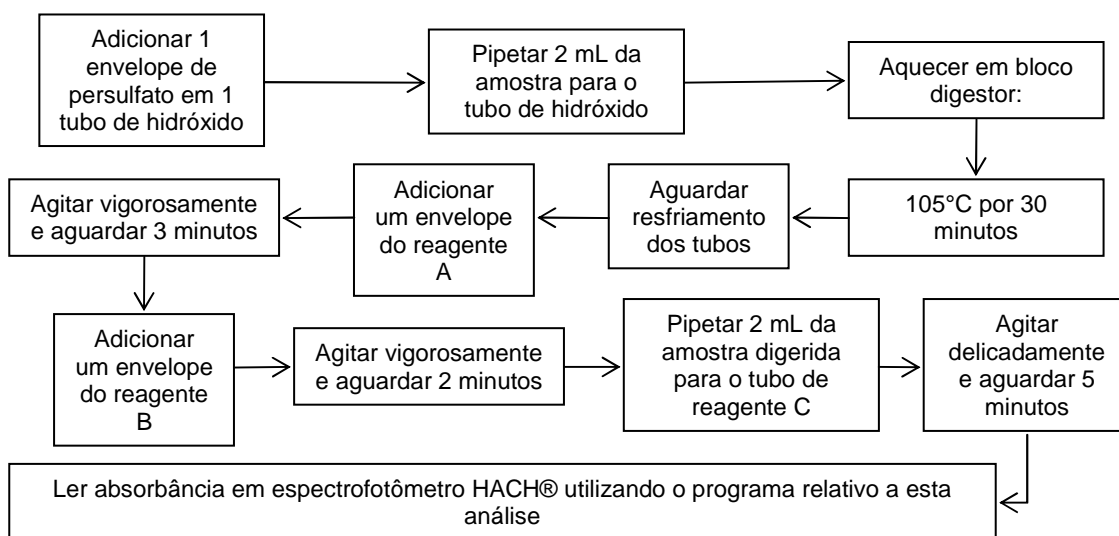 Adicionar 1
envelope de
persulfato em 1
tubo de hidróxido
Pipetar 2 mL da
amostra para o
tubo de hidróxido
Aquecer em bloco
digestor:
105°C por 30
minutos
Aguardar
resfriamento
dos tubos
Adicionar
um envelope
do reagente
A
Agitar vigorosamente
e aguardar 3 minutos
Adicionar
um envelope
do reagente
B
Agitar vigorosamente
e aguardar 2 minutos
Pipetar 2 mL da
amostra digerida
para o tubo de
reagente C
Agitar
delicadamente
e aguardar 5
minutos
Ler absorbância em espectrofotômetro HACH® utilizando o programa relativo a esta
análise